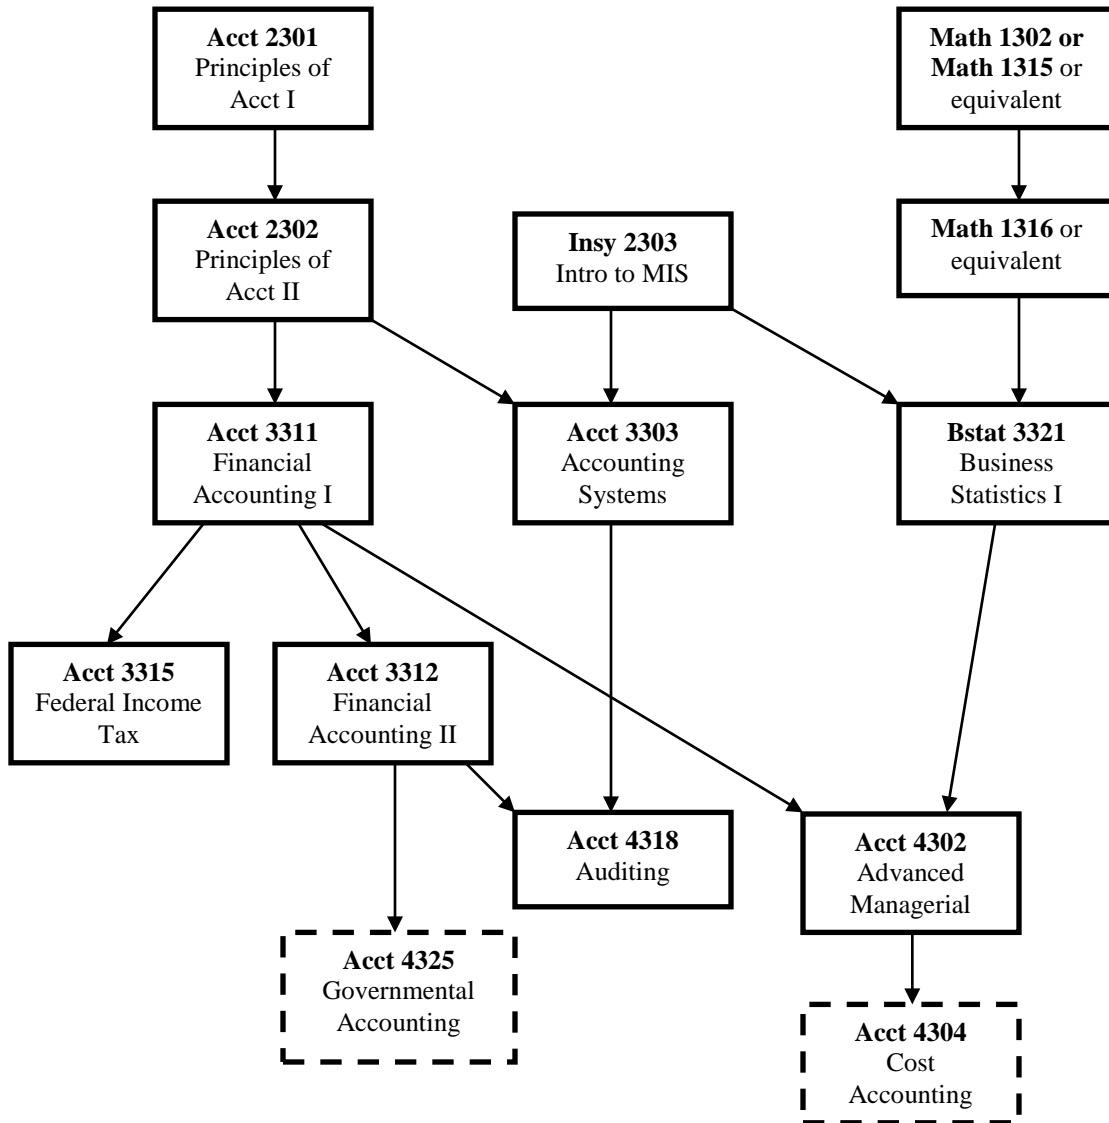 Acct 2301
Principles of
Acct I
Math 1302 or
Math 1315 or
equivalent
Acct 2302
Principles of
Acct II
Insy 2303
Intro to MIS
Math 1316 or
equivalent
Acct 3311
Financial
Accounting I
Acct 3303
Accounting
Systems
Bstat 3321
Business
Statistics I
Acct 3315
Federal Income
Tax
Acct 3312
Financial
Accounting II
Acct 4318
Auditing
Acct 4302
Advanced
Managerial
Acct 4325
Governmental
Accounting
Acct 4304
Cost
Accounting